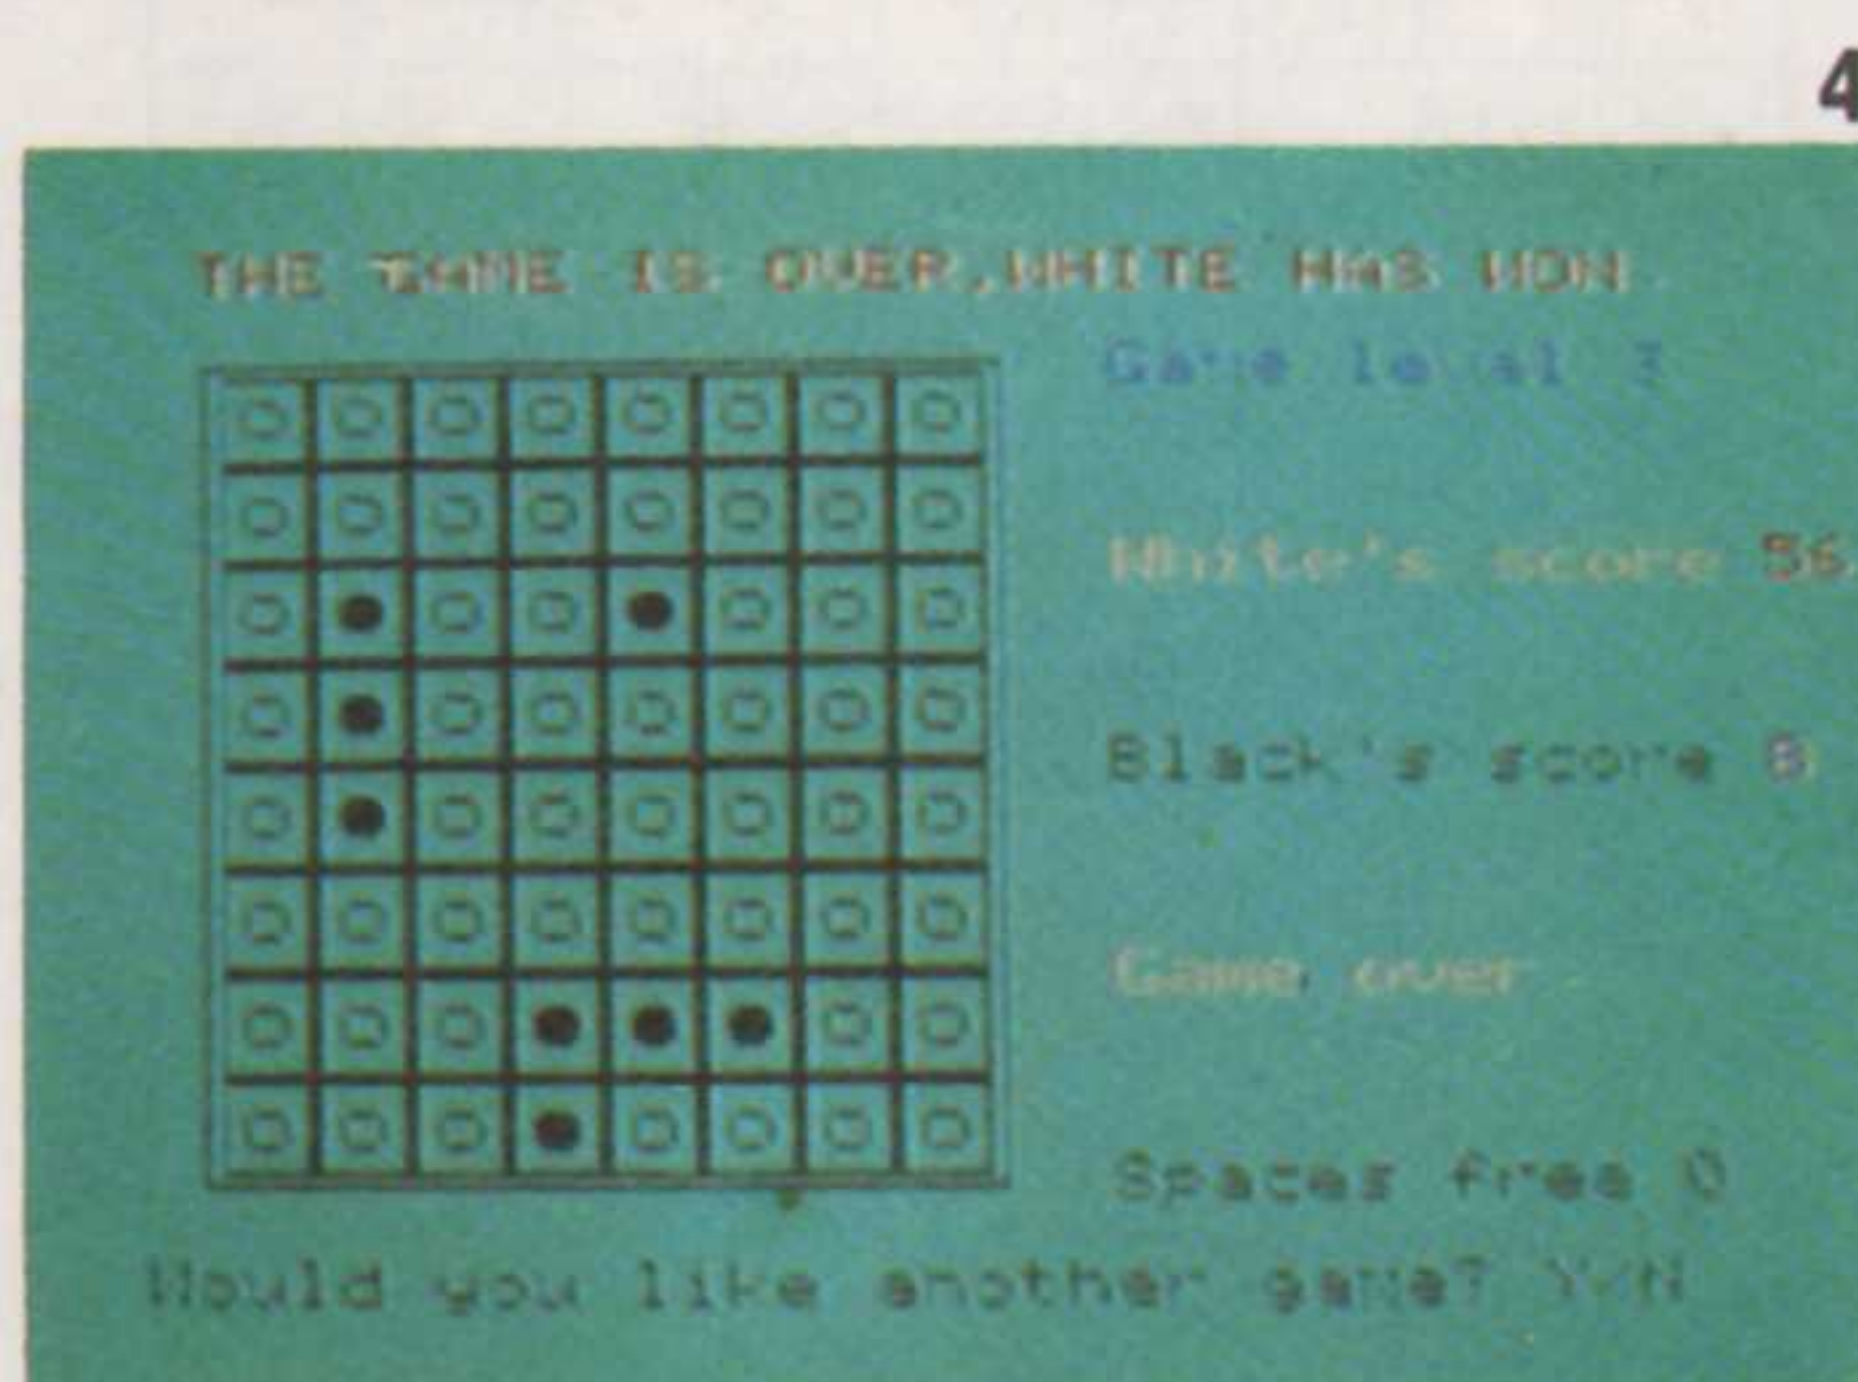 4
THE GAME IS OVER,WHITE HAS WON
Game level 3
White's score 56
Black's score 8
Game over
Spaces free 0
Would you like another game? Y/N